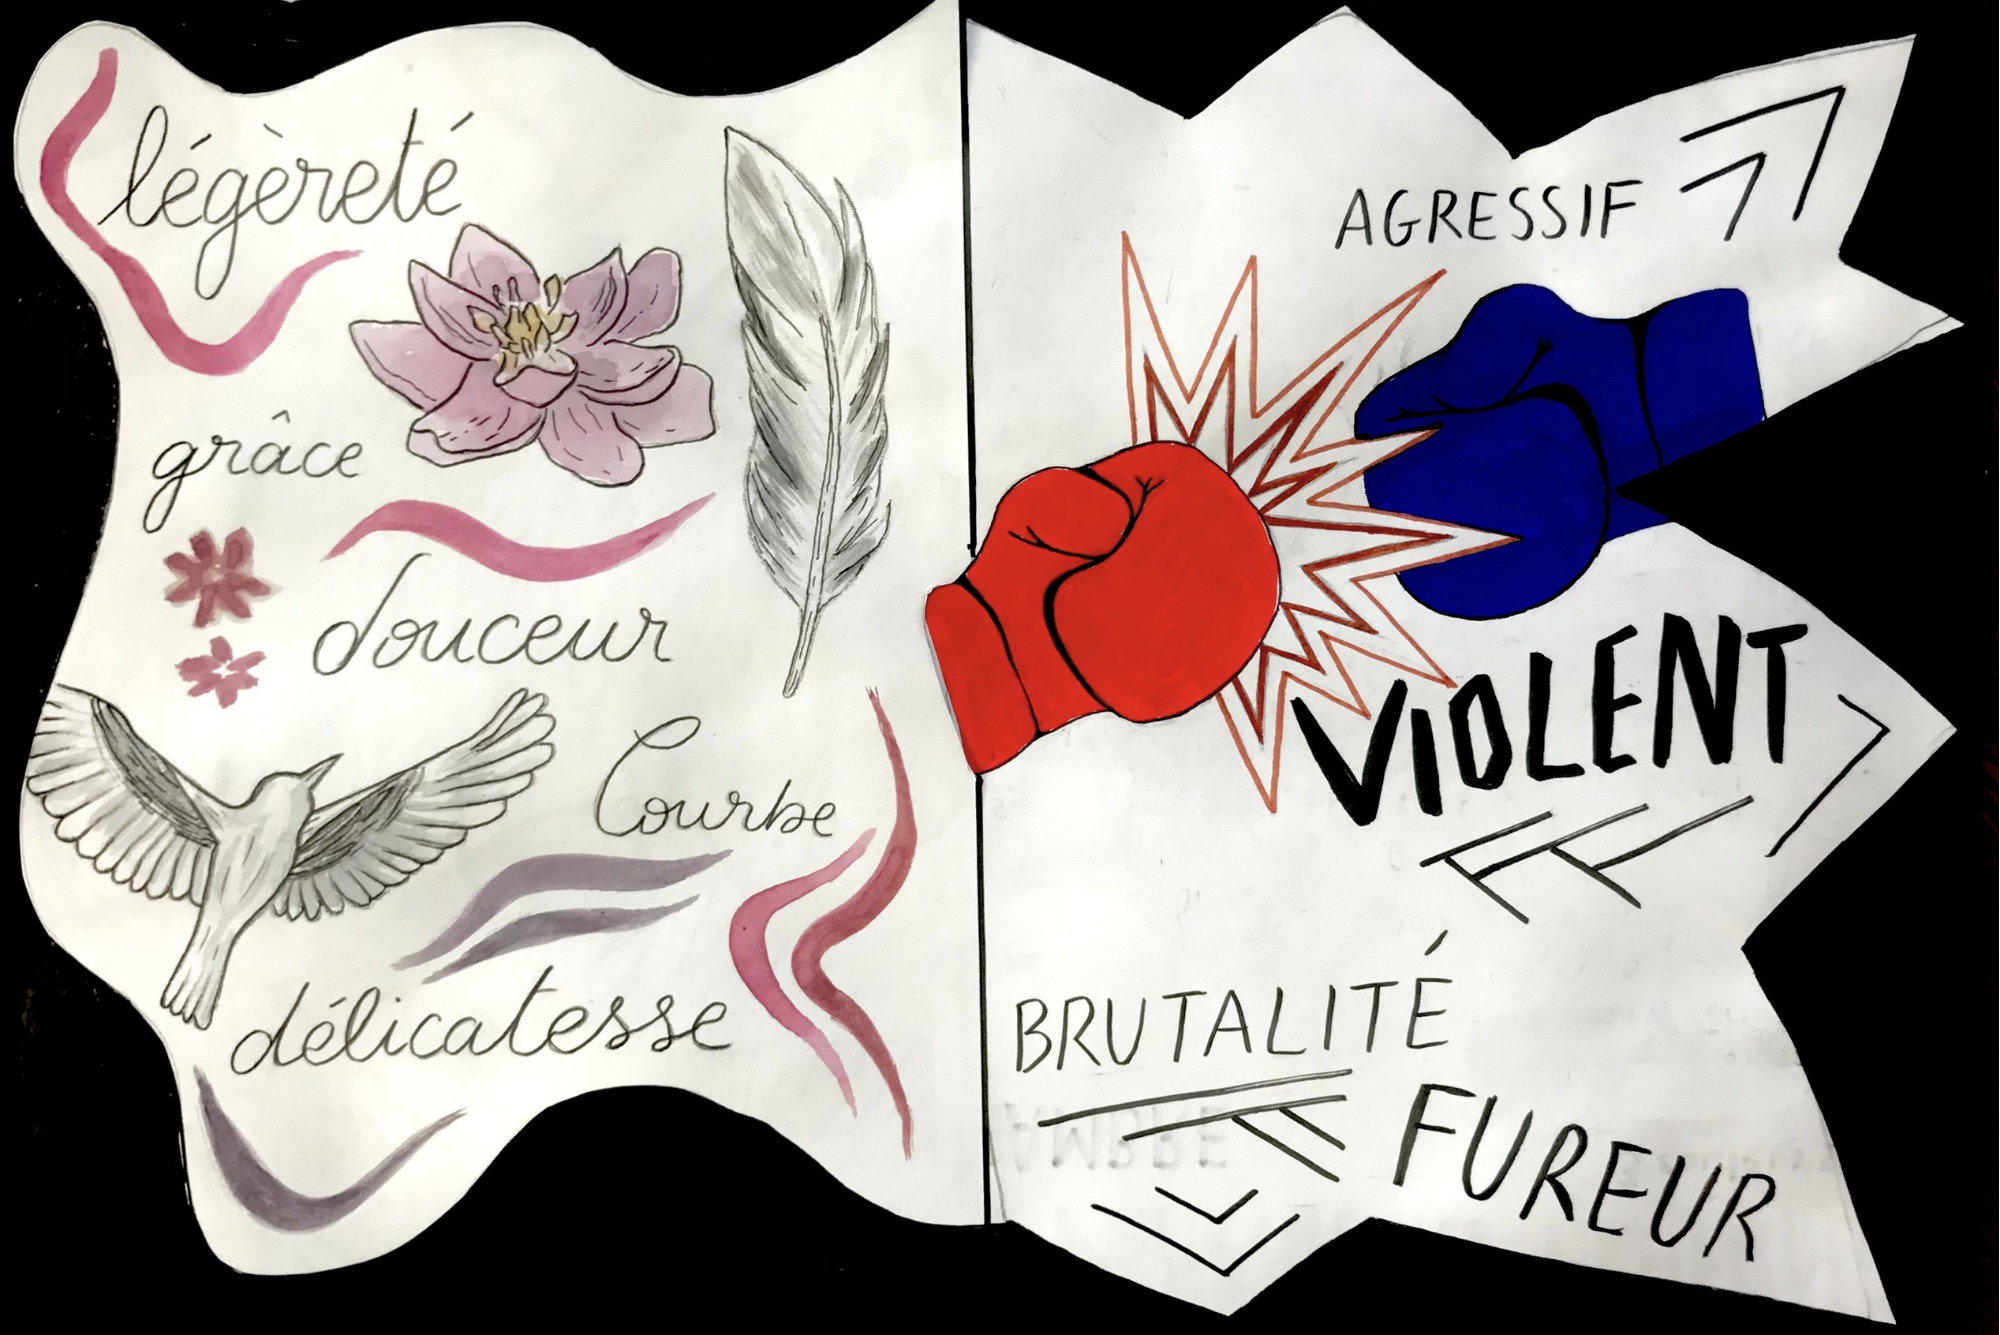 légèreté
grâce
douceur
Courbe
délicatesse
AGRESSIF
VIOLENT
BRUTALITÉ
FUREUR